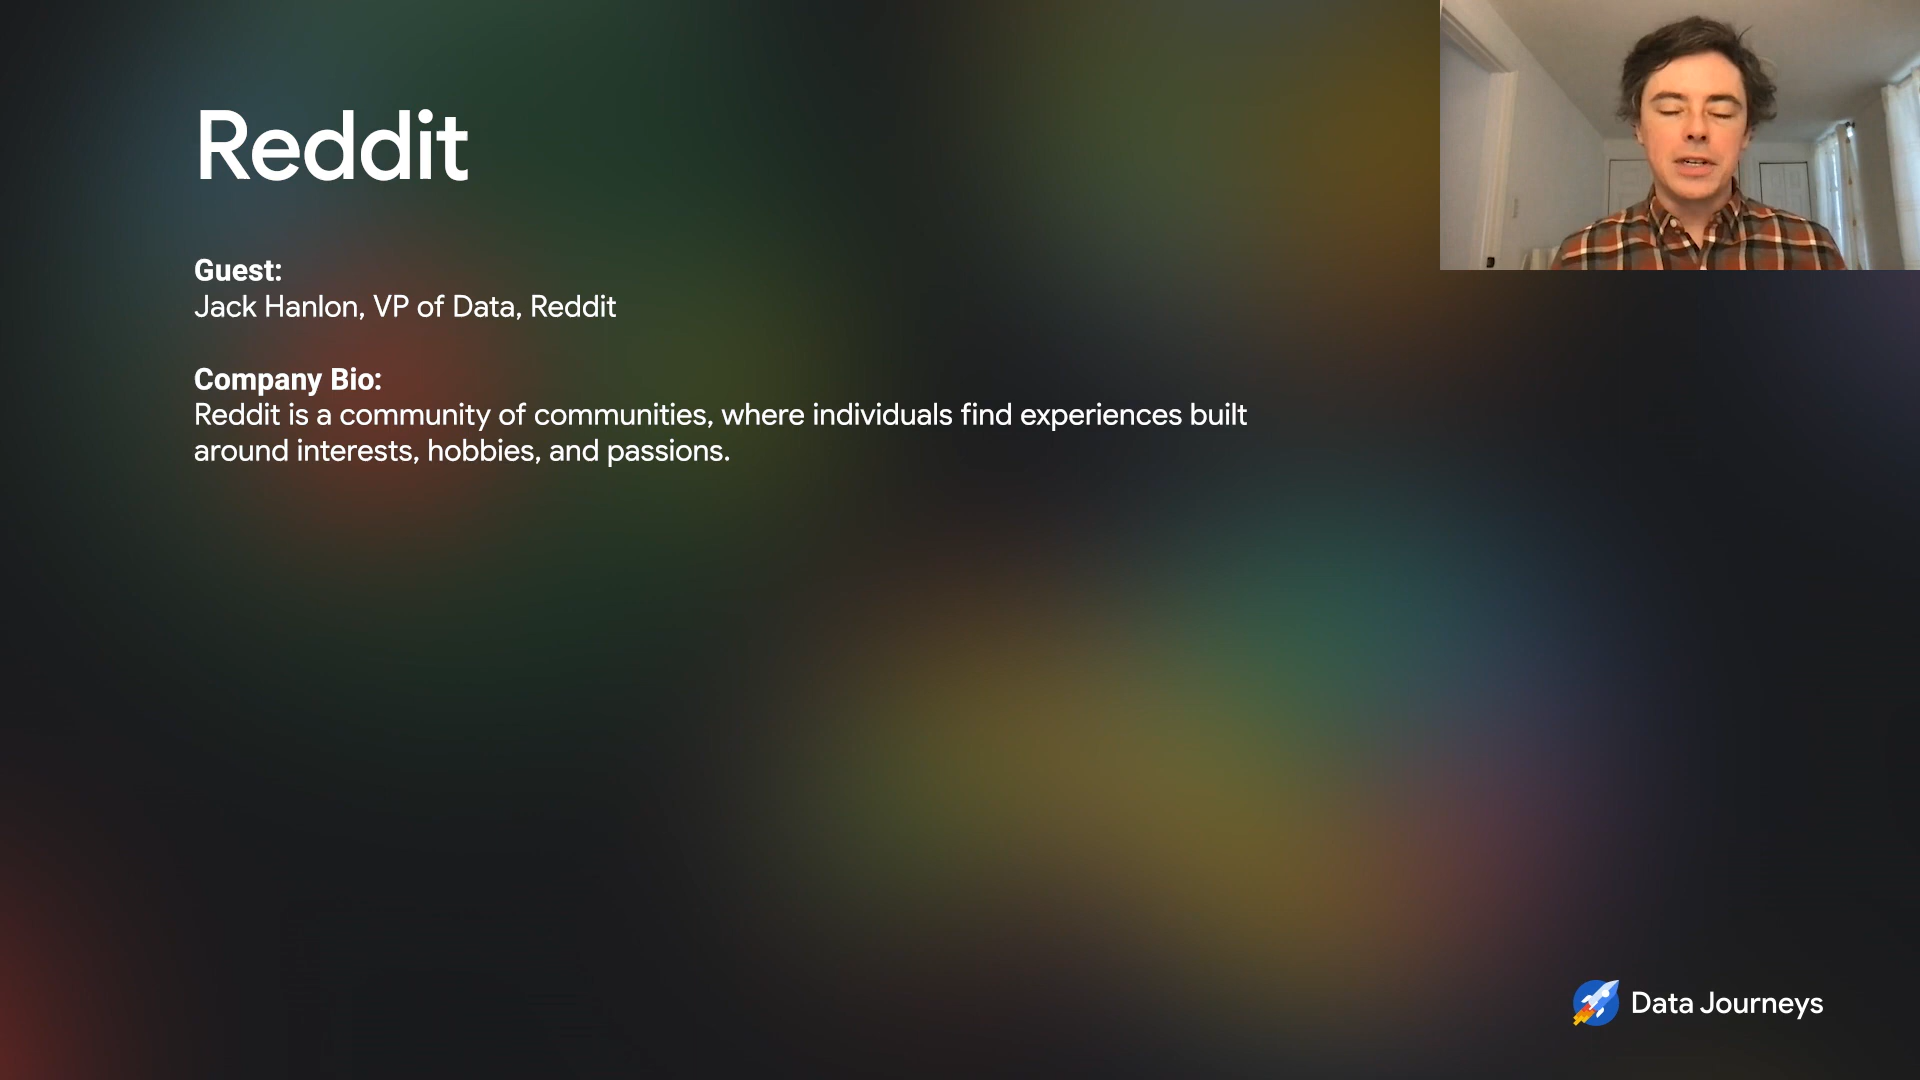 Reddit
Guest:
Jack Hanlon, VP of Data, Reddit
Company Bio:
Reddit is a community of communities, where individuals find experiences built
around interests, hobbies, and passions.
Data Journeys